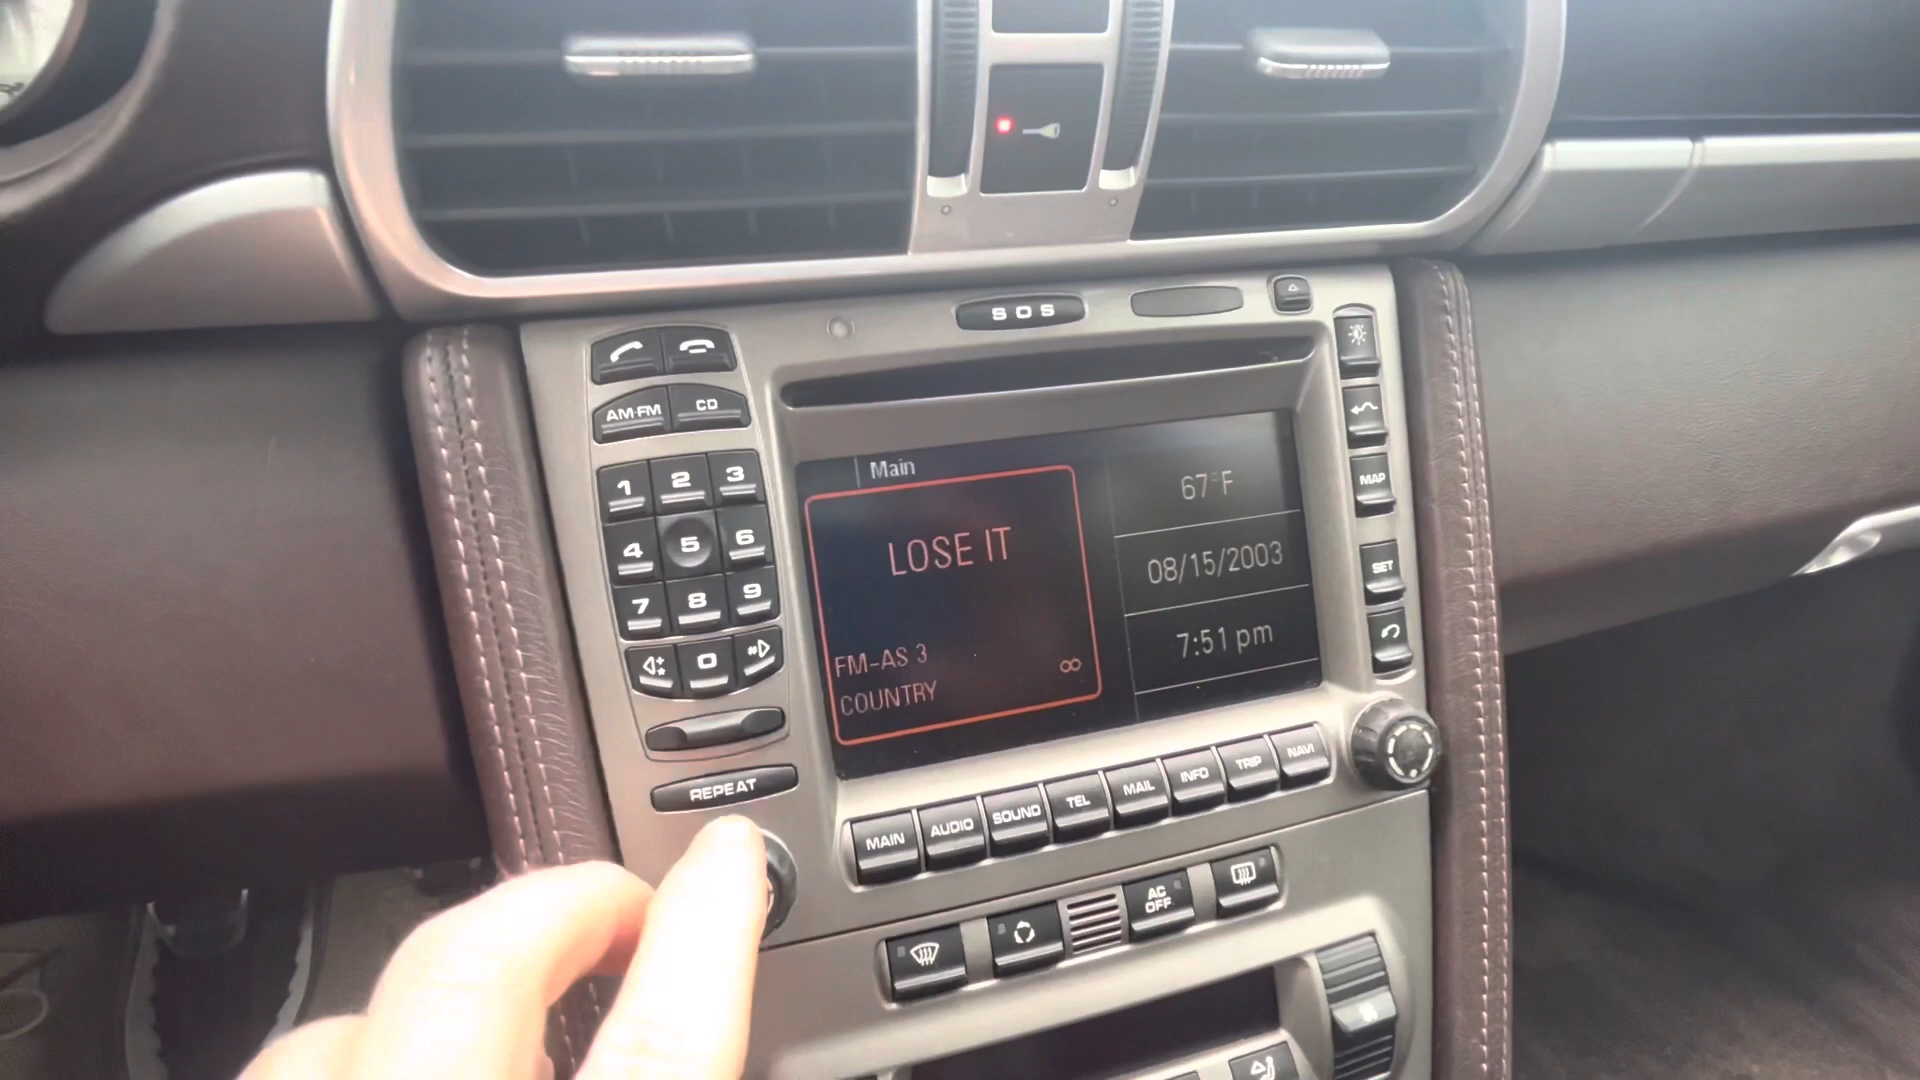 SOS
AM·FM
CD
1
2
3
4
5
6
7
8
9
0
REPEAT
Main
LOSE IT
FM-AS 3
COUNTRY
67°F
08/15/2003
7:51 pm
MAP
SET
MAIN
AUDIO
SOUND
TEL
MAIL
INFO
TRIP
NAVI
AC
OFF